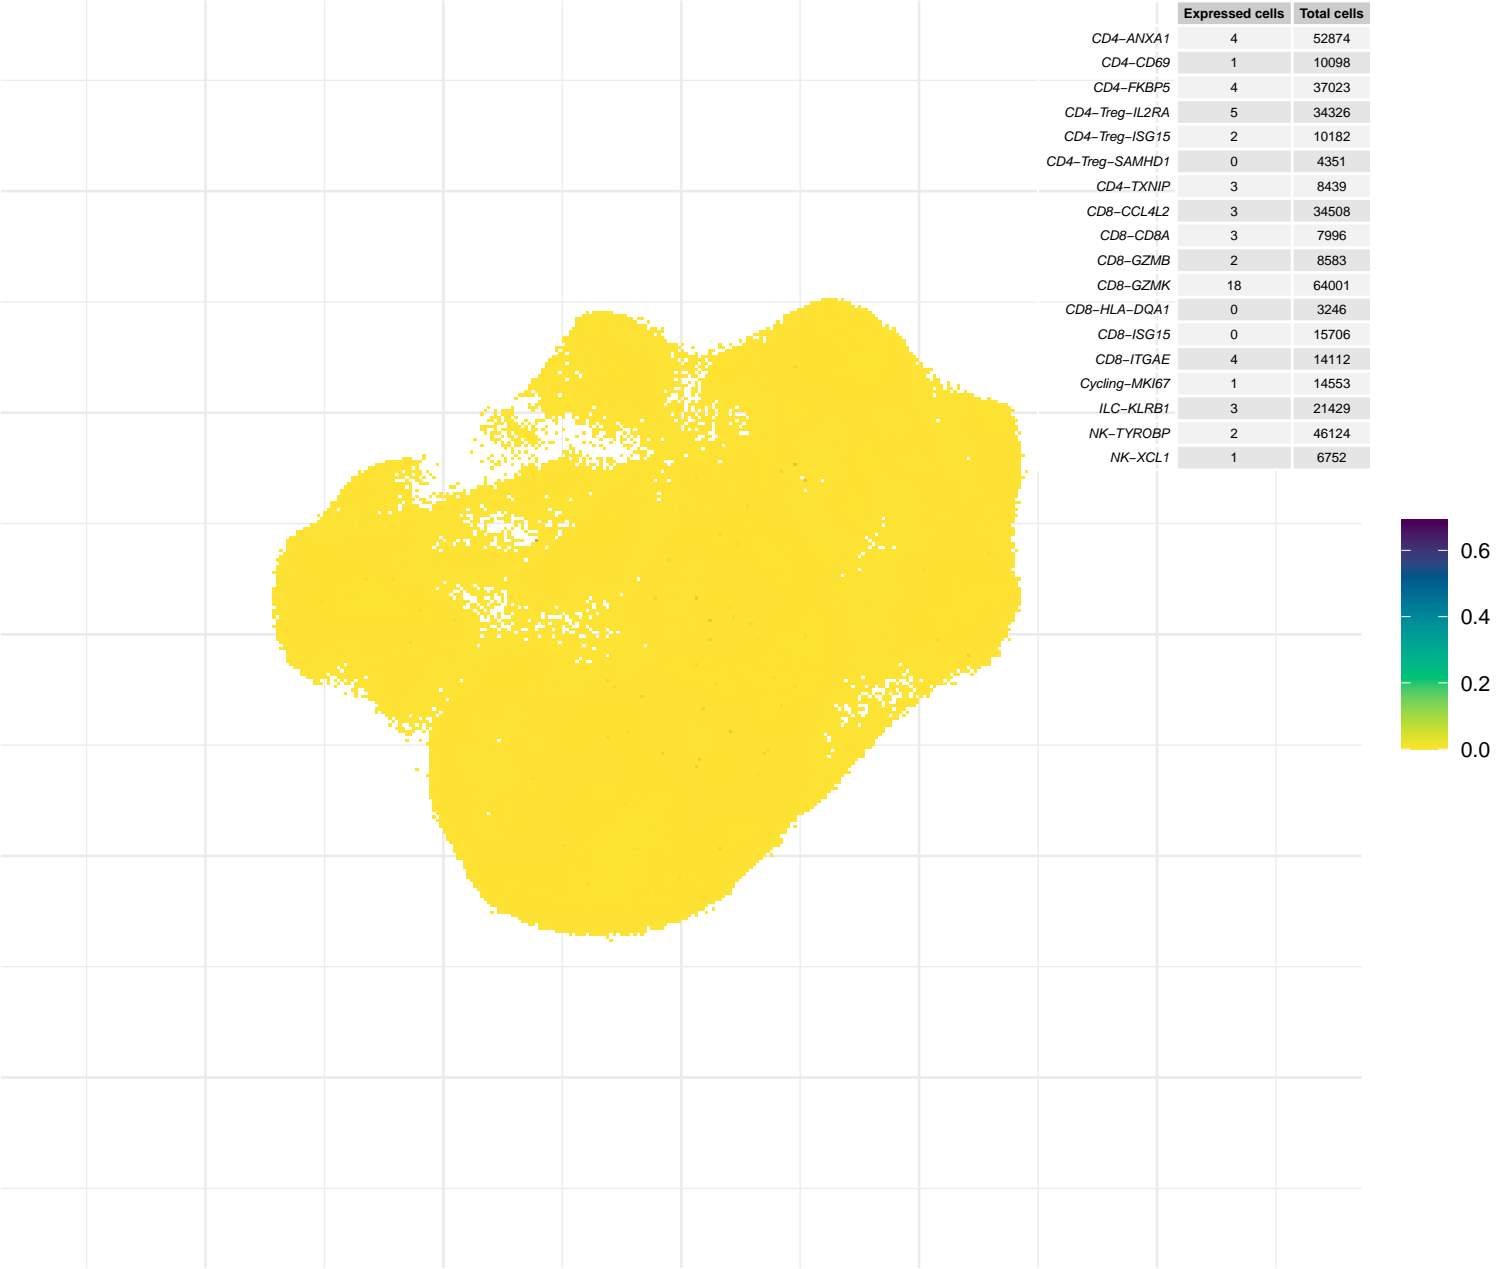 Expressed cells Total cells
CD4−ANXA1 4 52874
CD4−CD69 1 10098
CD4−FKBP5 4 37023
CD4−Treg−IL2RA 5 34326
CD4−Treg−ISG15 2 10182
CD4−Treg−SAMHD1 0 4351
CD4−TXNIP 3 8439
CD8−CCL4L2 3 34508
CD8−CD8A 3 7996
CD8−GZMB 2 8583
CD8−GZMK 18 64001
CD8−HLA−DQA1 0 3246
CD8−ISG15 0 15706
CD8−ITGAE 4 14112
Cycling−MKI67 1 14553
ILC−KLRB1 3 21429
NK−TYROBP 2 46124
NK−XCL1 1 6752
0.6
0.4
0.2
0.0